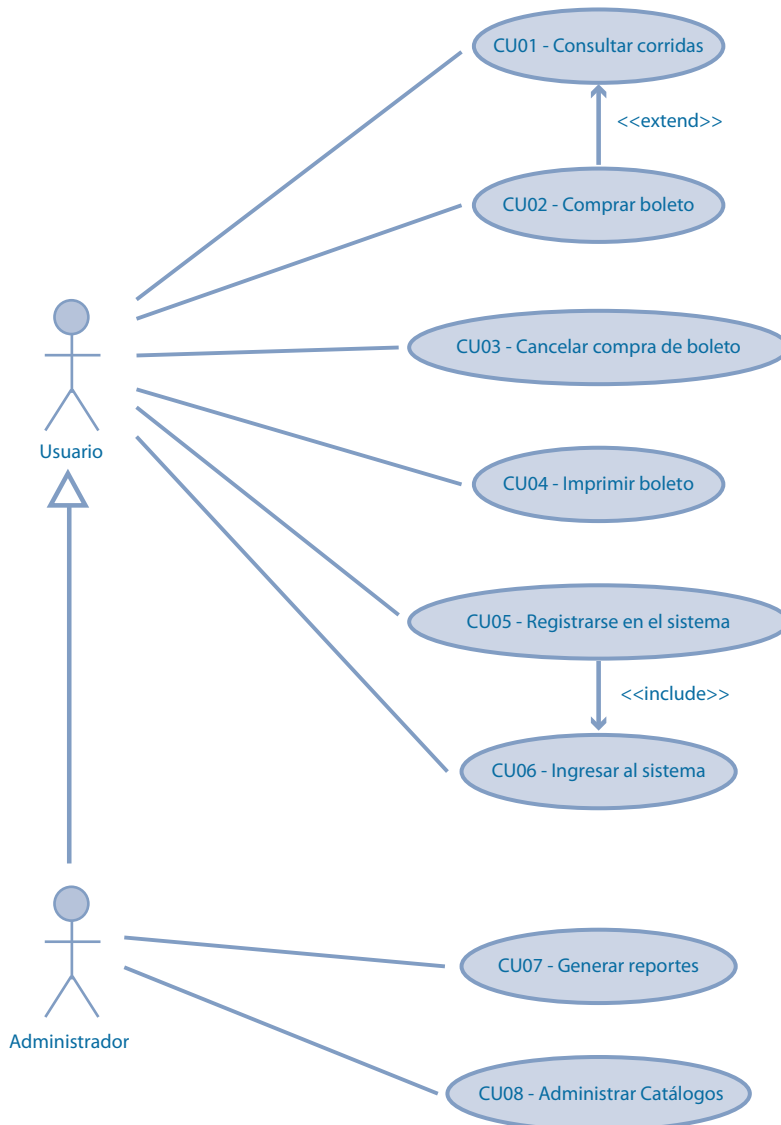 CU01 - Consultar corridas
<<extend>>
CU02 - Comprar boleto
CU03 - Cancelar compra de boleto
Usuario
CU04 - Imprimir boleto
CU05 - Registrarse en el sistema
<<include>>
CU06 - Ingresar al sistema
CU07 - Generar reportes
Administrador
CU08 - Administrar Catálogos